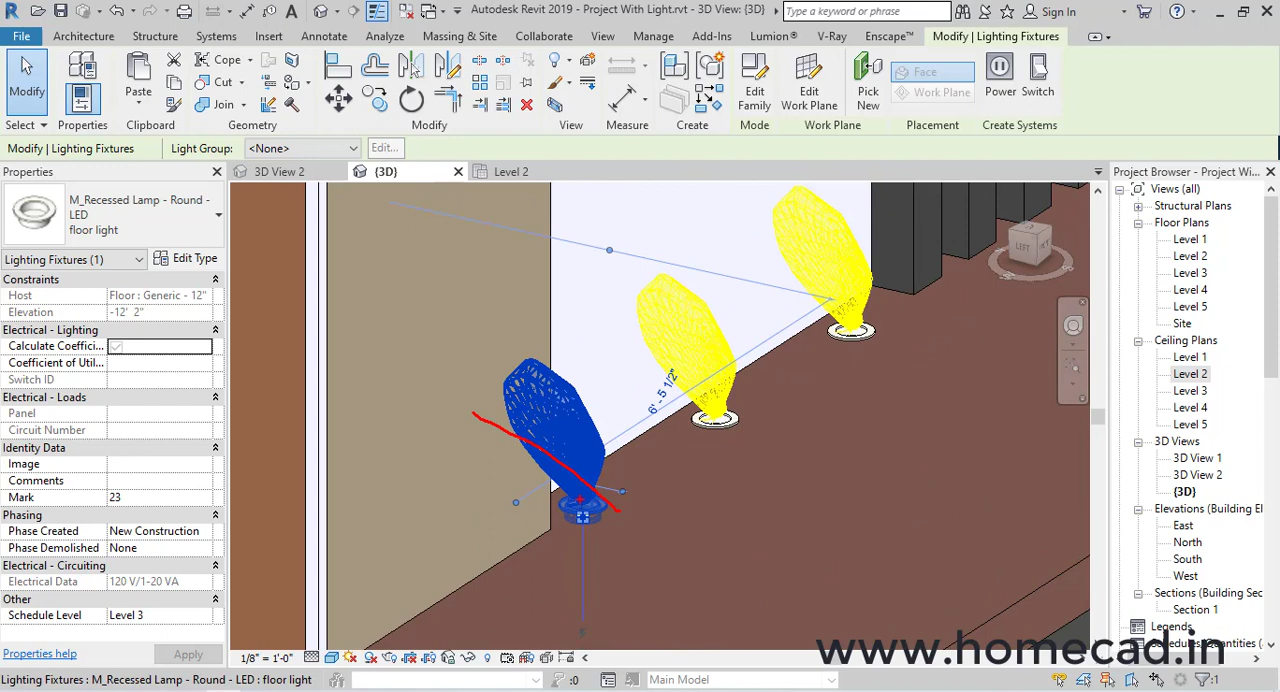 Autodesk Revit 2019 - Project With Light.rvt - 3D View: {3D}
Type a keyword or phrase
Sign In
File Architecture Structure Systems Insert Annotate Analyze Massing & Site Collaborate View Manage Add-Ins Lumion® V-Ray Enscape™ Modify | Lighting Fixtures
Modify
Select
Properties
Paste
Clipboard
Cope
Cut
Join
Geometry
Modify
View
Measure
Create
Edit Family
Mode
Edit Work Plane
Work Plane
Pick New
Face
Work Plane
Placement
Power Switch
Create Systems
Modify | Lighting Fixtures
Light Group: <None> Edit...
Properties
3D View 2
{3D}
Level 2
Project Browser - Project Wi...
M_Recessed Lamp - Round - LED
floor light
Lighting Fixtures (1)
Edit Type
Constraints
Host Floor : Generic - 12"
Elevation -12' 2"
Electrical - Lighting
Calculate Coeffici...
Coefficient of Util...
Switch ID
Electrical - Loads
Panel
Circuit Number
Identity Data
Image
Comments
Mark 23
Phasing
Phase Created New Construction
Phase Demolished None
Electrical - Circuiting
Electrical Data 120 V/1-20 VA
Other
Schedule Level Level 3
Properties help
Apply
LEFT
6' - 5 1/2"
Views (all)
Structural Plans
Floor Plans
Level 1
Level 2
Level 3
Level 4
Level 5
Site
Ceiling Plans
Level 1
Level 2
Level 3
Level 4
Level 5
3D Views
3D View 1
3D View 2
{3D}
Elevations (Building El
East
North
South
West
Sections (Building Sec
Section 1
Legends
www.homecad.in
1/8" = 1'-0"
Lighting Fixtures : M_Recessed Lamp - Round - LED : floor light
:0
Main Model
:1